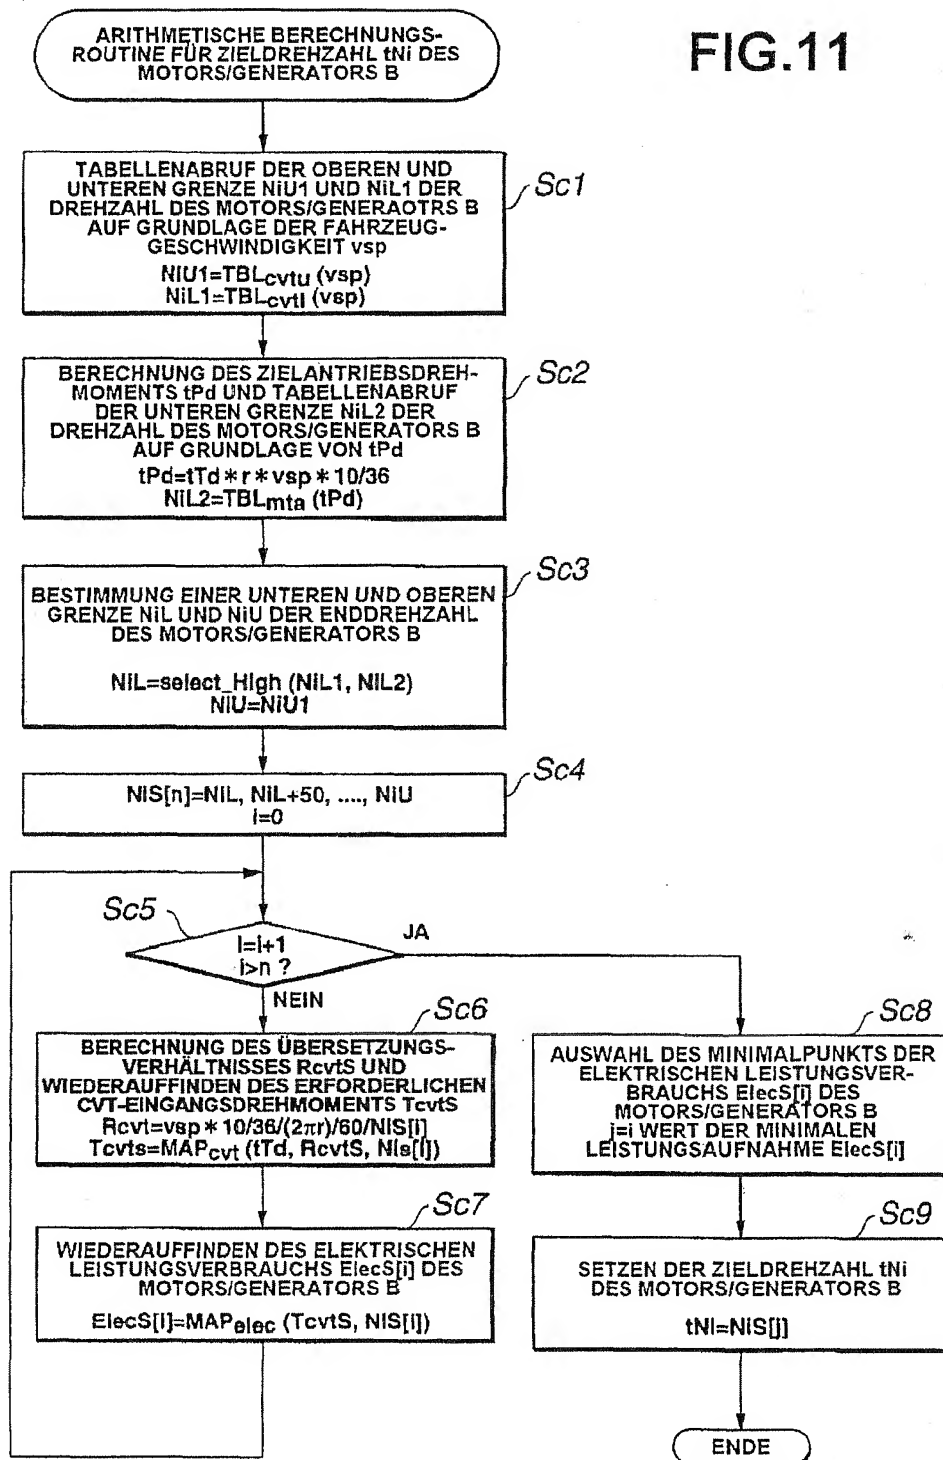 FIG.11
ARITHMETISCHE BERECHNUNGS-
ROUTINE FÜR ZIELDREHZAHL tNi DES
MOTORS/GENERATORS B
Sc1
TABELLENABRUF DER OBEREN UND
UNTEREN GRENZE NiU1 UND NiL1 DER
DREHZAHL DES MOTORS/GENERAOTRS B
AUF GRUNDLAGE DER FAHRZEUG-
GESCHWINDIGKEIT vsp
NiU1=TBLcvtu (vsp)
NiL1=TBLcvtl (vsp)
Sc2
BERECHNUNG DES ZIELANTRIEBSDREH-
MOMENTS tPd UND TABELLENABRUF
DER UNTEREN GRENZE NiL2 DER
DREHZAHL DES MOTORS/GENERATORS B
AUF GRUNDLAGE VON tPd
tPd=tTd*r*vsp*10/36
NiL2=TBLmta (tPd)
Sc3
BESTIMMUNG EINER UNTEREN UND OBEREN
GRENZE NiL UND NiU DER ENDDREHZAHL
DES MOTORS/GENERATORS B
NiL=select_High (NiL1, NiL2)
NiU=NiU1
Sc4
NiS[n]=NiL, NiL+50, ...., NiU
i=0
Sc5
i=i+1
i>n ?
JA
NEIN
Sc6
BERECHNUNG DES ÜBERSETZUNGS-
VERHÄLTNISSES RcvtS UND
WIEDERAUFFINDEN DES ERFORDERLICHEN
CVT-EINGANGSDREHMOMENTS TcvtS
Rcvt=vsp*10/36/(2πr)/60/NiS[i]
Tcvts=MAPcvt (tTd, RcvtS, Nis[i])
Sc7
WIEDERAUFFINDEN DES ELEKTRISCHEN
LEISTUNGSVERBRAUCHS ElecS[i] DES
MOTORS/GENERATORS B
ElecS[i]=MAPelec (TcvtS, NiS[i])
Sc8
AUSWAHL DES MINIMALPUNKTS DER
ELEKTRISCHEN LEISTUNGSVER-
BRAUCHS ElecS[i] DES
MOTORS/GENERATORS B
j=i WERT DER MINIMALEN
LEISTUNGSAUFNAHME ElecS[i]
Sc9
SETZEN DER ZIELDREHZAHL tNi
DES MOTORS/GENERATORS B
tNi=NiS[j]
ENDE